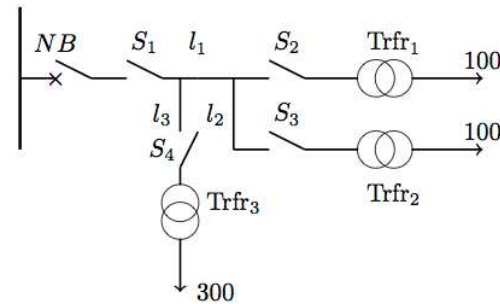 NB S₁ l₁ S₂ Trfr₁ 100
l₃ l₂ S₃ 100
S₄ Trfr₂
Trfr₃
300